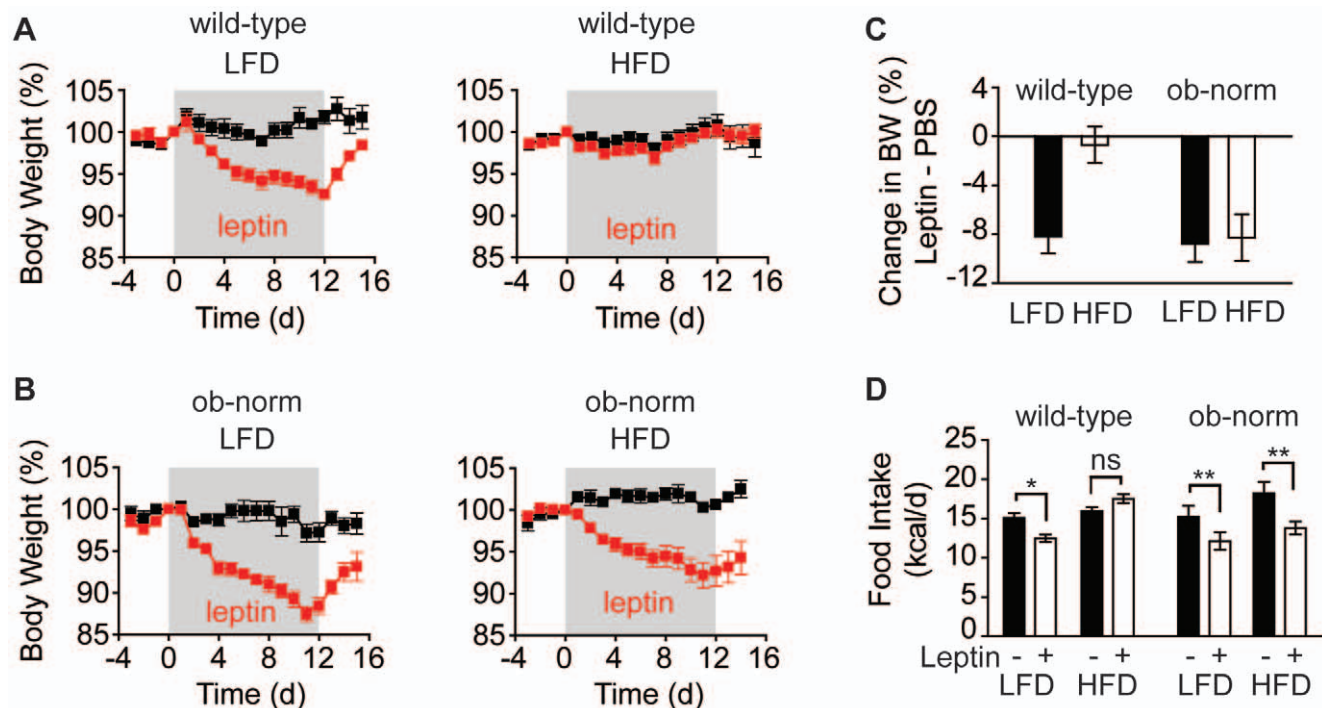 A
wild-type
LFD
Body Weight (%)
105
100
95
90
85
leptin
-4 0 4 8 12 16
Time (d)
wild-type
HFD
105
100
95
90
85
leptin
-4 0 4 8 12 16
Time (d)
B
ob-norm
LFD
Body Weight (%)
105
100
95
90
85
leptin
-4 0 4 8 12 16
Time (d)
ob-norm
HFD
105
100
95
90
85
leptin
-4 0 4 8 12 16
Time (d)
C
Change in BW (%)
Leptin - PBS
4
0
-4
-8
-12
wild-type ob-norm
LFD HFD LFD HFD
D
wild-type ob-norm
Food Intake
(kcal/d)
25
20
15
10
5
0
* ns ** **
Leptin - + - + - + - +
LFD HFD LFD HFD